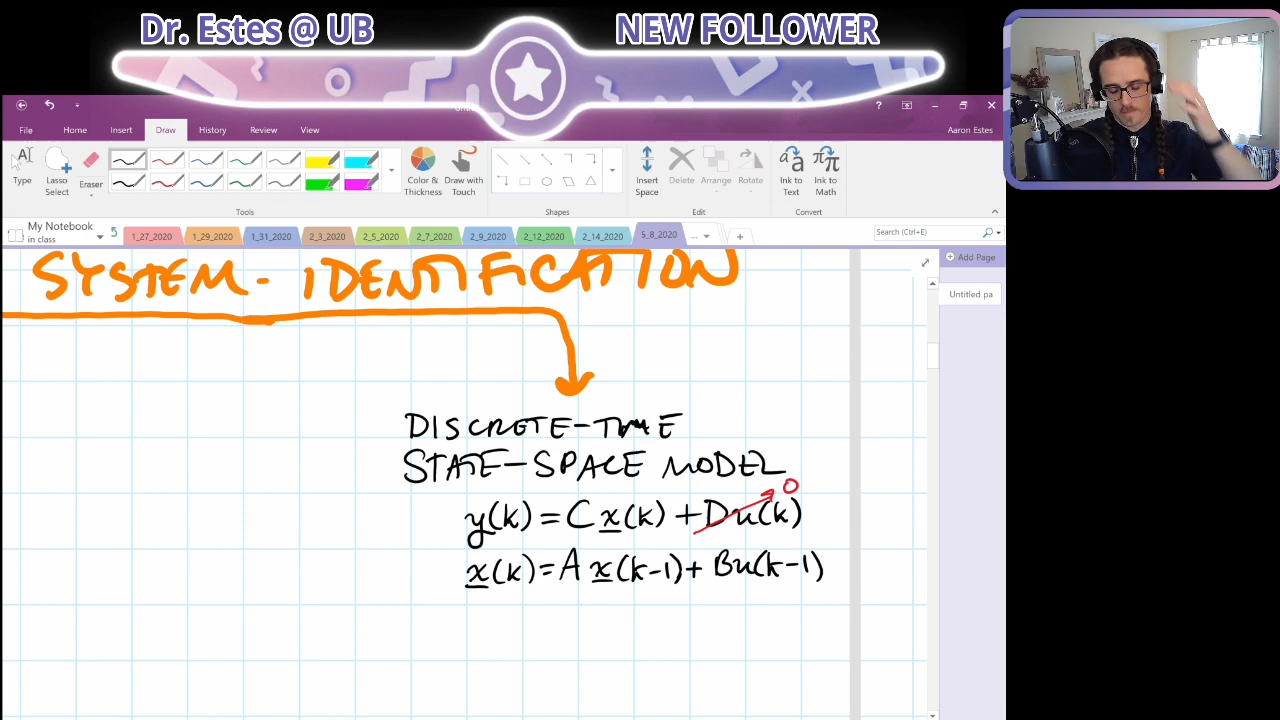 Dr. Estes @ UB
NEW FOLLOWER
Aaron Estes
File Home Insert Draw History Review View
Type
Lasso Select
Eraser
Color & Thickness
Draw with Touch
Insert Space
Delete
Arrange
Rotate
Ink to Text
Ink to Math
Tools
Shapes
Edit
Convert
My Notebook
in class
1_27_2020 1_29_2020 1_31_2020 2_3_2020 2_5_2020 2_7_2020 2_9_2020 2_12_2020 2_14_2020 5_8_2020 ...
Search (Ctrl+E)
Add Page
Untitled pa
SYSTEM- IDENTIFICATION
DISCRETE-TIME
STATE-SPACE MODEL
0
y(k) = C x(k) + Du(k)
x(k) = A x(k-1) + Bu(k-1)